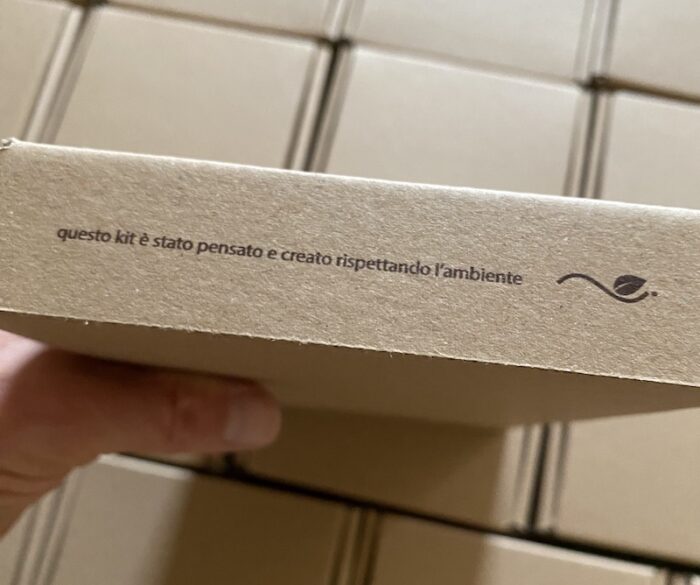 questo kit è stato pensato e creato rispettando l'ambiente